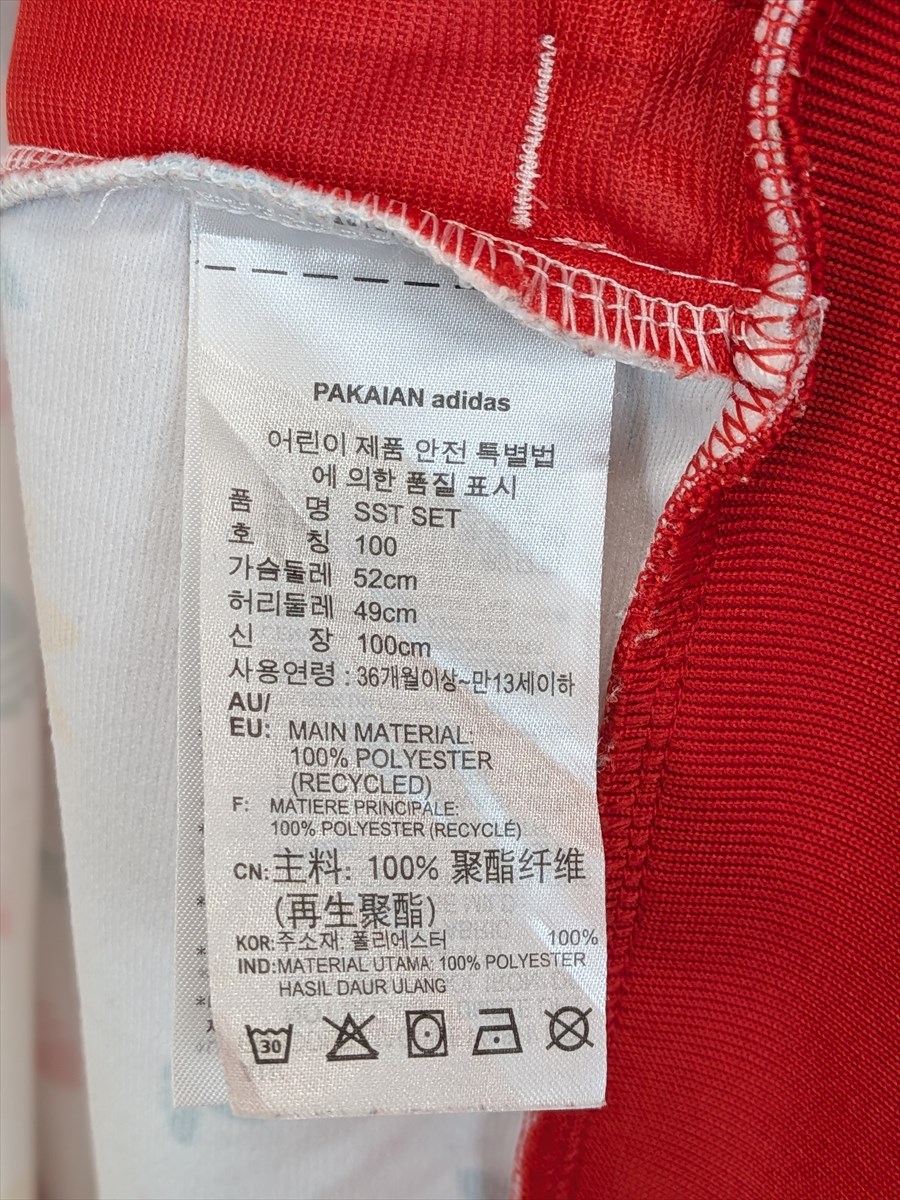 PAKAIAN adidas
어린이 제품 안전 특별법
에 의한 품질 표시
품 명 SST SET
호 칭 100
가슴둘레 52cm
허리둘레 49cm
신 장 100cm
사용연령 : 36개월이상~만13세이하
AU/
EU: MAIN MATERIAL:
100% POLYESTER
(RECYCLED)
F: MATIERE PRINCIPALE:
100% POLYESTER (RECYCLÉ)
CN: 主料: 100% 聚酯纤维
(再生聚酯)
KOR:주소재: 폴리에스터 100%
IND:MATERIAL UTAMA: 100% POLYESTER
HASIL DAUR ULANG
30